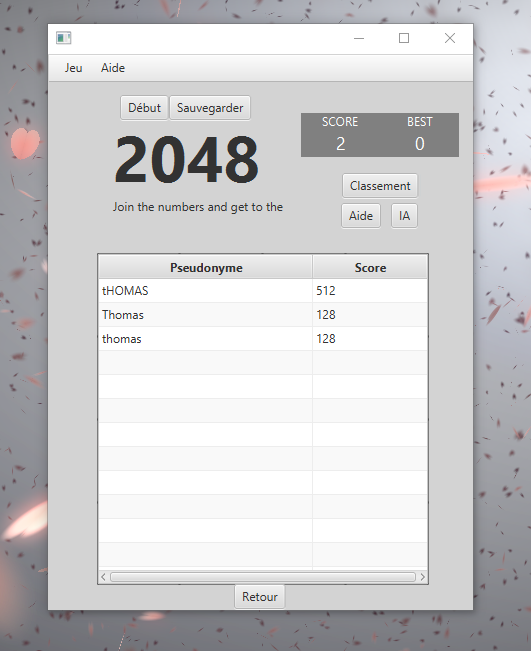 Jeu Aide
Début Sauvegarder
SCORE BEST
2 0
2048
Join the numbers and get to the
Classement
Aide IA
Pseudonyme Score
tHOMAS 512
Thomas 128
thomas 128
Retour